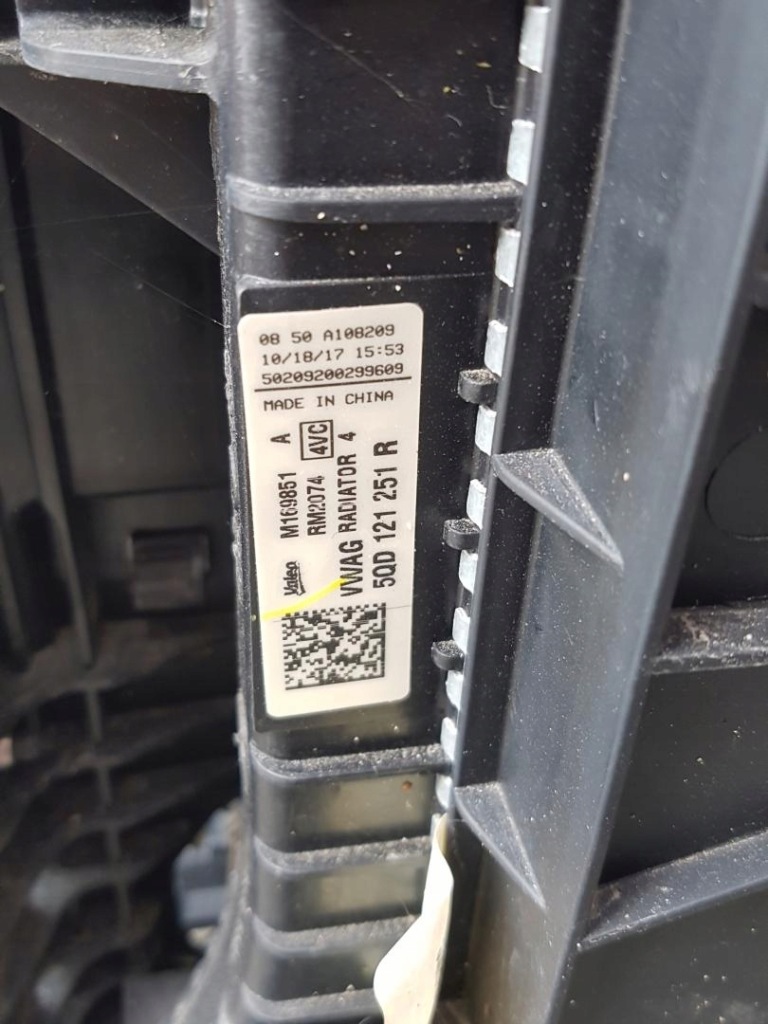 08 50 A108209
10/18/17 15:53
50209200299609
MADE IN CHINA
Valeo M169851 A
RM2074 4VC
VWAG RADIATOR 4
5QD 121 251 R